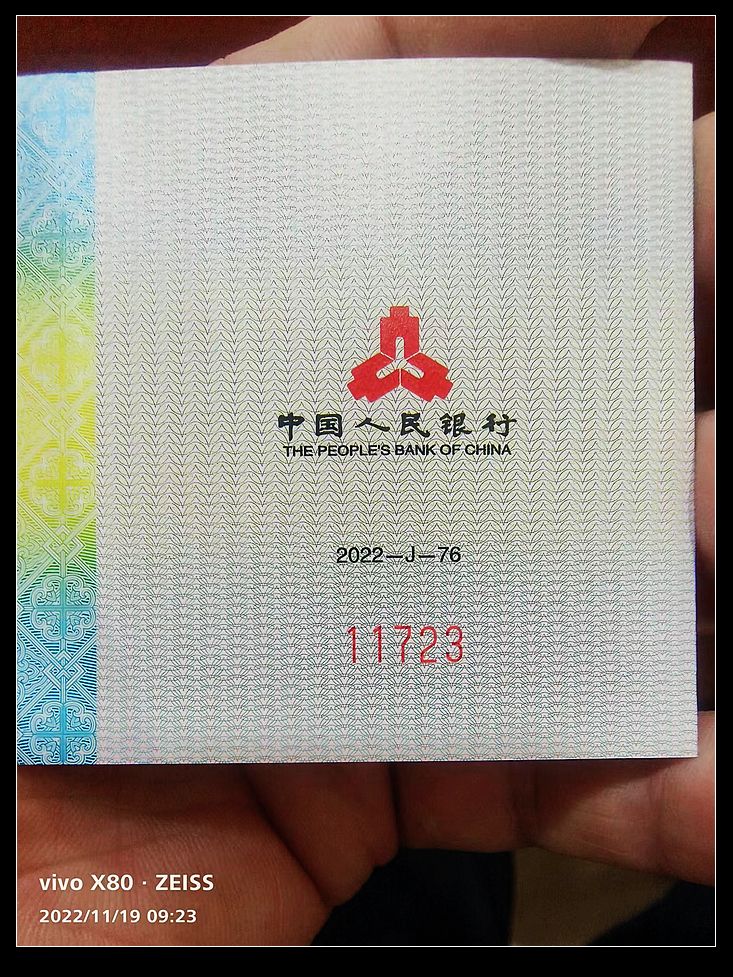 中国人民银行
THE PEOPLE'S BANK OF CHINA
2022—J—76
11723
vivo X80 · ZEISS
2022/11/19 09:23